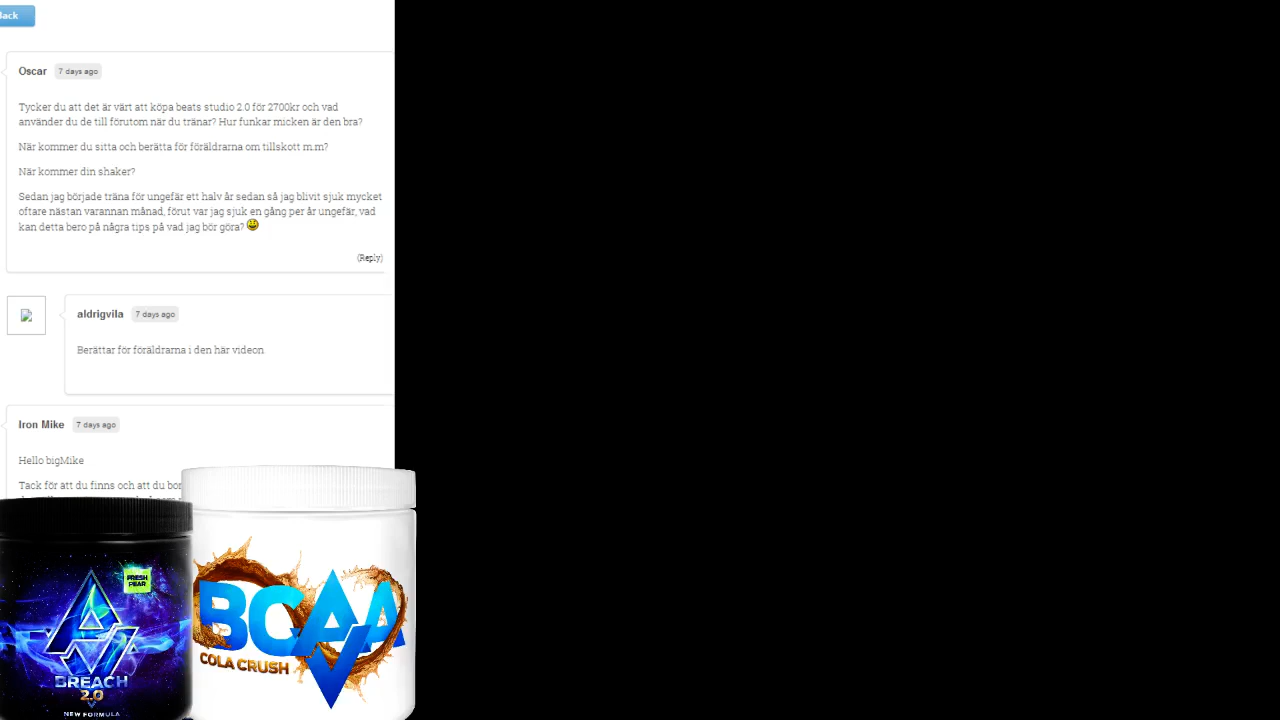 lack
Oscar 7 days ago
Tycker du att det är värt att köpa beats studio 2.0 för 2700kr och vad
använder du de till förutom när du tränar? Hur funkar micken är den bra?
När kommer du sitta och berätta för föräldrarna om tillskott m.m?
När kommer din shaker?
Sedan jag började träna för ungefär ett halv år sedan så jag blivit sjuk mycket
oftare nästan varannan månad, förut var jag sjuk en gång per år ungefär, vad
kan detta bero på några tips på vad jag bör göra?
(Reply)
aldrigvila 7 days ago
Berättar för föräldrarna i den här videon
Iron Mike 7 days ago
Hello bigMike
Tack för att du finns och att du bor
FRESH
PEAR
BREACH
2.0
NEW FORMULA
BCAA
COLA CRUSH